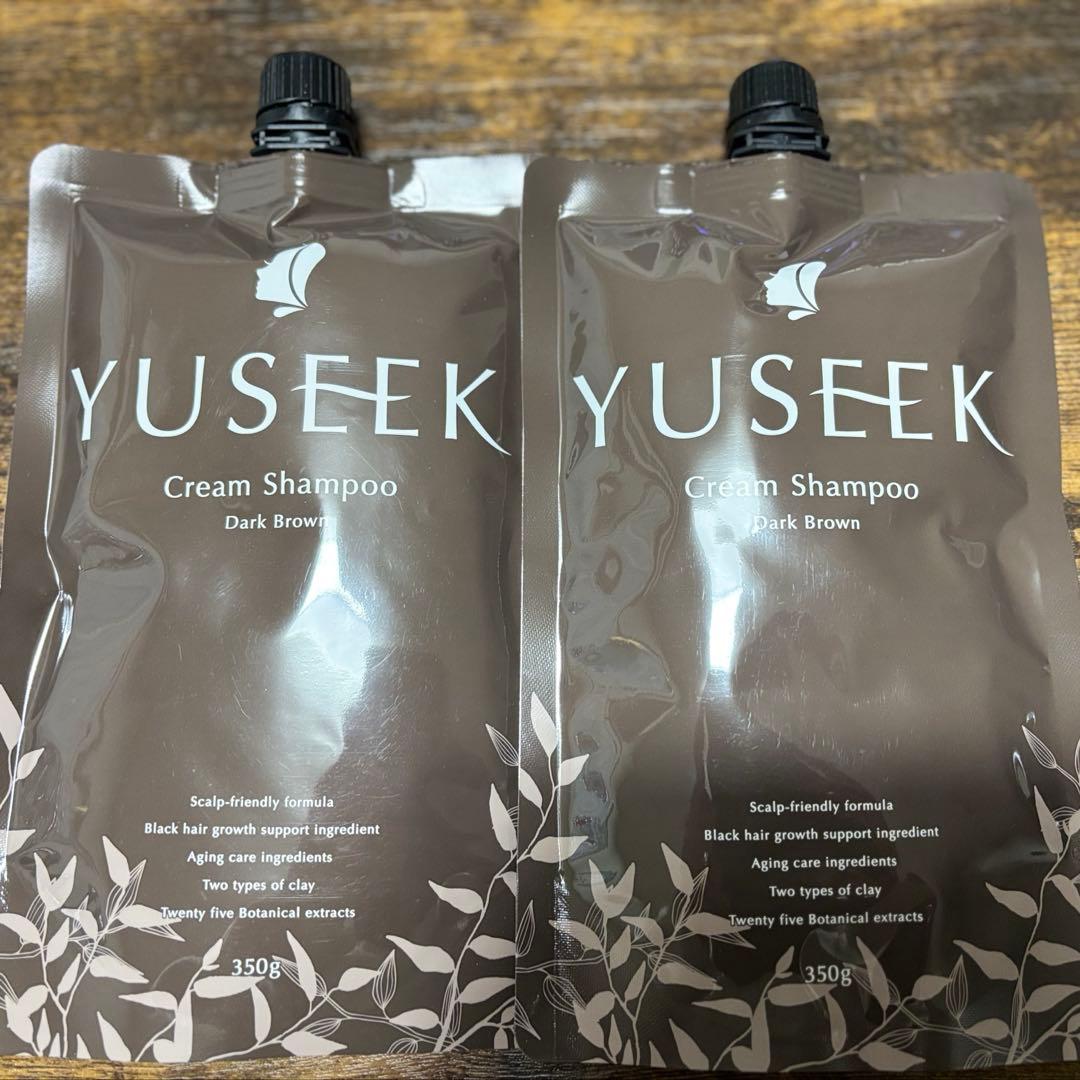 YUSEEK
Cream Shampoo
Dark Brown
Scalp-friendly formula
Black hair growth support ingredient
Aging care ingredients
Two types of clay
Twenty five Botanical extracts
350g
YUSEEK
Cream Shampoo
Dark Brown
Scalp-friendly formula
Black hair growth support ingredient
Aging care ingredients
Two types of clay
Twenty five Botanical extracts
350g